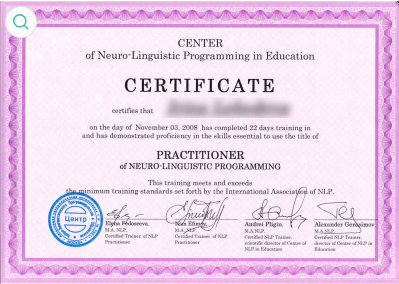 CENTER
of Neuro-Linguistic Programming in Education
CERTIFICATE
certifies that
on the day of November 03, 2008 has completed 22 days training in
and has demonstrated proficiency in the skills essential to use the title of
PRACTITIONER
of NEURO-LINGUISTIC PROGRAMMING
This training meets and exceeds
the minimum training standards set forth by the International Association of NLP.
Центр
Elena Fedoseeva, Nian Efimov, Andrei Pligin, Alexander Gerasimov
M.A. NLP, M.A. NLP, M.A.NLP, M.A.NLP,
Certified Trainer of NLP Certified Trainer of NLP Certified Trainer of NLP Certified Trainer of NLP,
Practitioner Practitioner scientific director of Center of director of Center of NLP in
NLP in Education Education